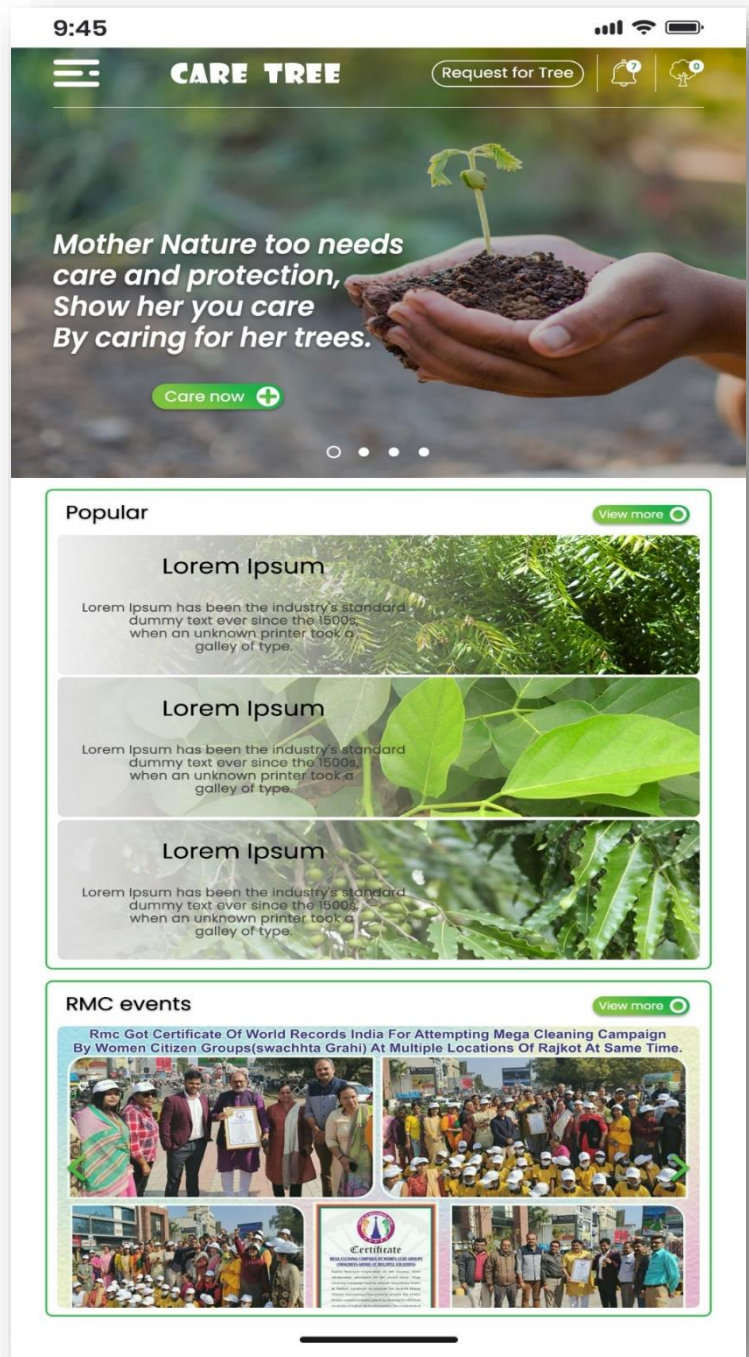 9:45
CARE TREE
Request for Tree
7
0
Mother Nature too needs
care and protection,
Show her you care
By caring for her trees.
Care now
Popular
View more
Lorem Ipsum
Lorem Ipsum has been the industry's standard
dummy text ever since the 1500s,
when an unknown printer took a
galley of type.
Lorem Ipsum
Lorem Ipsum has been the industry's standard
dummy text ever since the 1500s,
when an unknown printer took a
galley of type.
Lorem Ipsum
Lorem Ipsum has been the industry's standard
dummy text ever since the 1500s,
when an unknown printer took a
galley of type.
RMC events
View more
Rmc Got Certificate Of World Records India For Attempting Mega Cleaning Campaign
By Women Citizen Groups(swachhta Grahi) At Multiple Locations Of Rajkot At Same Time.
Certificate